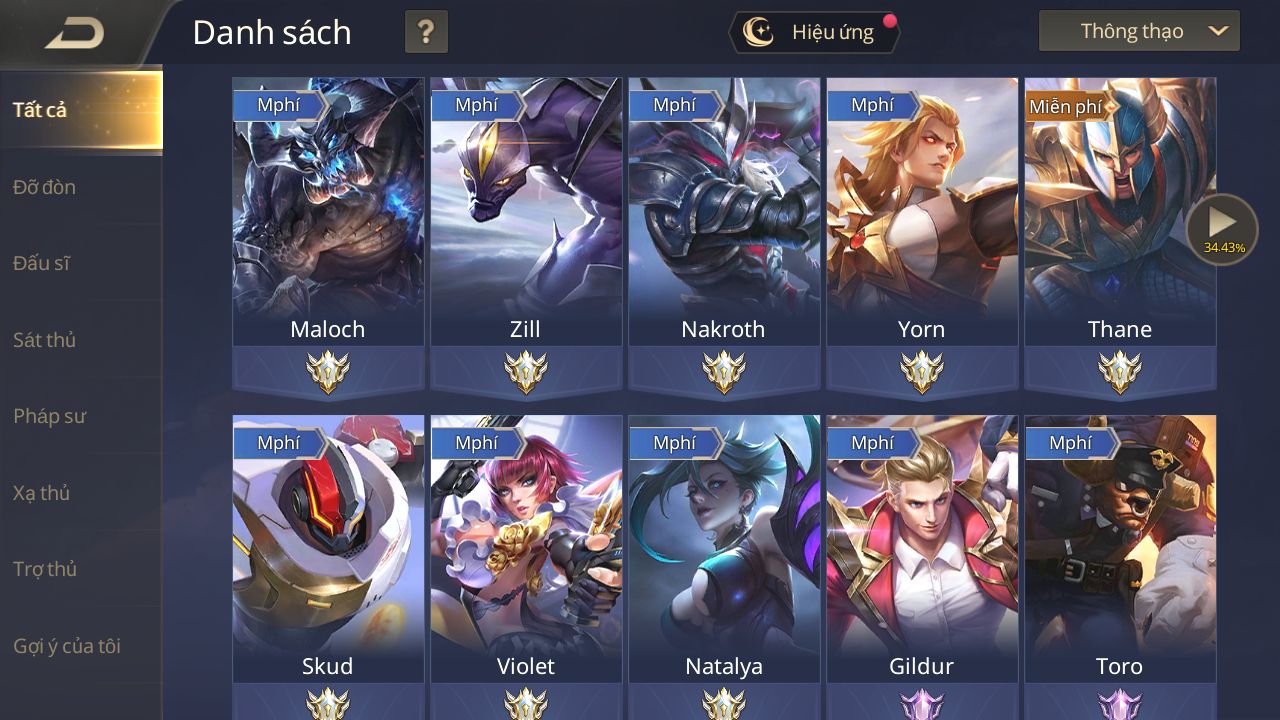 Danh sách
?
Hiệu ứng
Thông thạo
Tất cả
Đỡ đòn
Đấu sĩ
Sát thủ
Pháp sư
Xạ thủ
Trợ thủ
Gợi ý của tôi
Mphí
Mphí
Mphí
Mphí
Miễn phí
34.43%
Maloch
Zill
Nakroth
Yorn
Thane
Mphí
Mphí
Mphí
Mphí
Mphí
Skud
Violet
Natalya
Gildur
Toro